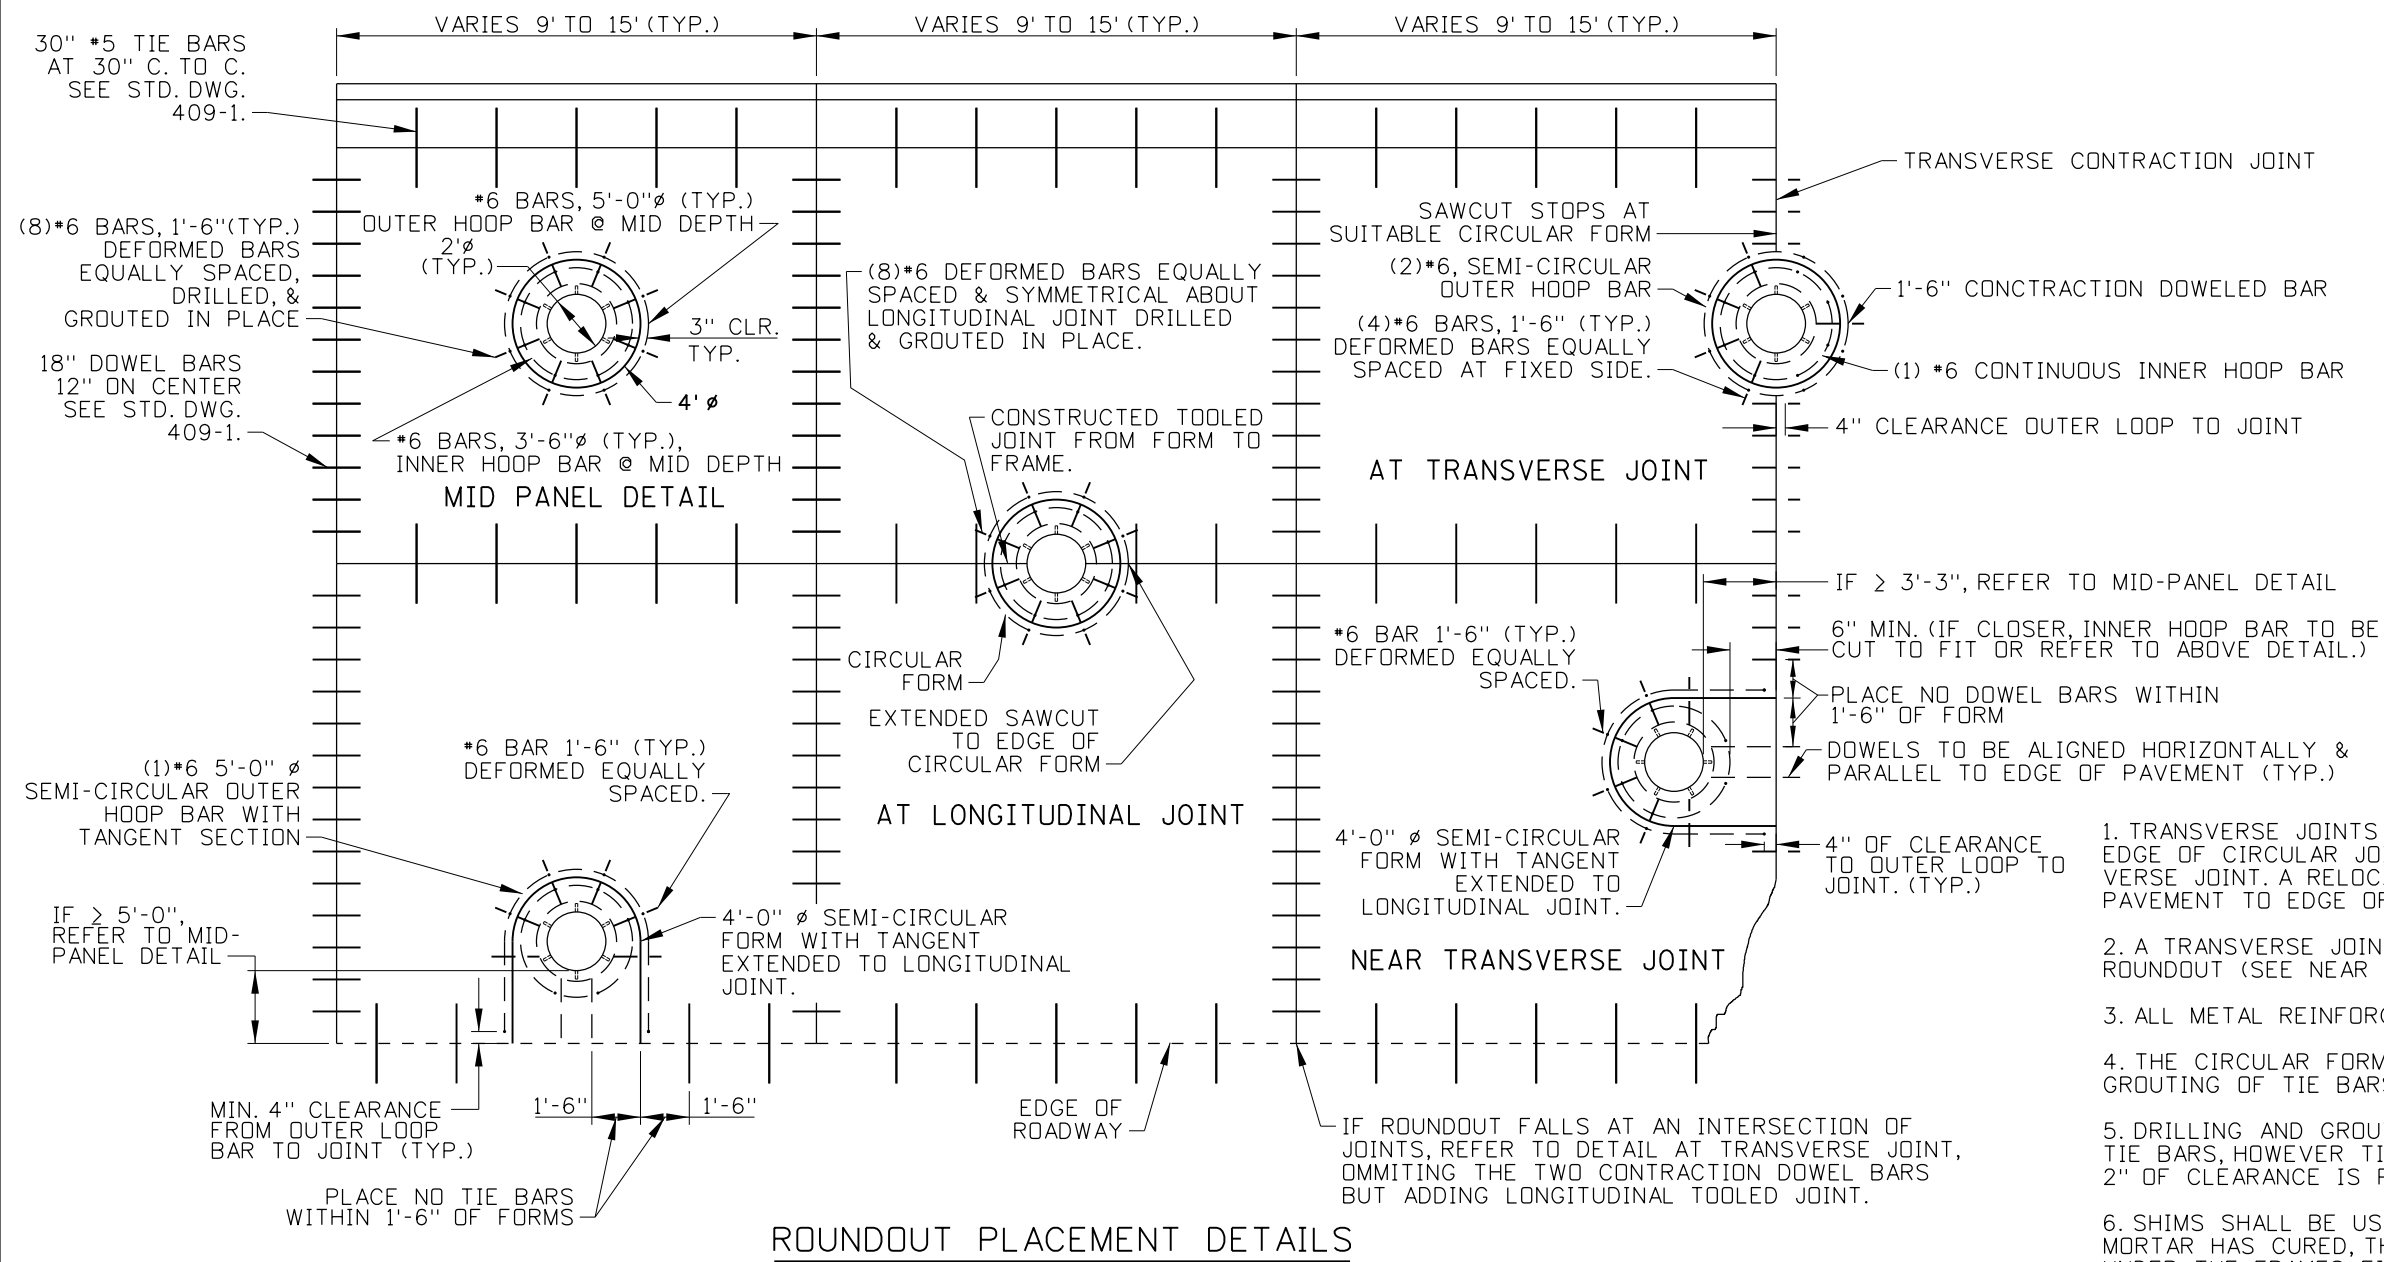 VARIES 9' TO 15' (TYP.)
VARIES 9' TO 15' (TYP.)
VARIES 9' TO 15' (TYP.)
30" #5 TIE BARS
AT 30" C. TO C.
SEE STD. DWG.
409-1.
(8)#6 BARS, 1'-6"(TYP.)
DEFORMED BARS
EQUALLY SPACED,
DRILLED, &
GROUTED IN PLACE
18" DOWEL BARS
12" ON CENTER
SEE STD. DWG.
409-1.
#6 BARS, 5'-0"ø (TYP.)
OUTER HOOP BAR @ MID DEPTH
2'ø
(TYP.)
3" CLR.
TYP.
4' ø
#6 BARS, 3'-6"ø (TYP.),
INNER HOOP BAR @ MID DEPTH
MID PANEL DETAIL
(8)#6 DEFORMED BARS EQUALLY
SPACED & SYMMETRICAL ABOUT
LONGITUDINAL JOINT DRILLED
& GROUTED IN PLACE.
CONSTRUCTED TOOLED
JOINT FROM FORM TO
FRAME.
CIRCULAR
FORM
EXTENDED SAWCUT
TO EDGE OF
CIRCULAR FORM
AT LONGITUDINAL JOINT
TRANSVERSE CONTRACTION JOINT
SAWCUT STOPS AT
SUITABLE CIRCULAR FORM
(2)#6, SEMI-CIRCULAR
OUTER HOOP BAR
(4)#6 BARS, 1'-6" (TYP.)
DEFORMED BARS EQUALLY
SPACED AT FIXED SIDE.
1'-6" CONCTRACTION DOWELED BAR
(1) #6 CONTINUOUS INNER HOOP BAR
4" CLEARANCE OUTER LOOP TO JOINT
AT TRANSVERSE JOINT
IF ≥ 3'-3", REFER TO MID-PANEL DETAIL
6" MIN. (IF CLOSER, INNER HOOP BAR TO BE
CUT TO FIT OR REFER TO ABOVE DETAIL.)
PLACE NO DOWEL BARS WITHIN
1'-6" OF FORM
DOWELS TO BE ALIGNED HORIZONTALLY &
PARALLEL TO EDGE OF PAVEMENT (TYP.)
#6 BAR 1'-6" (TYP.)
DEFORMED EQUALLY
SPACED.
4'-0" ø SEMI-CIRCULAR
FORM WITH TANGENT
EXTENDED TO
LONGITUDINAL JOINT.
4" OF CLEARANCE
TO OUTER LOOP TO
JOINT. (TYP.)
NEAR TRANSVERSE JOINT
(1)#6 5'-0" ø
SEMI-CIRCULAR OUTER
HOOP BAR WITH
TANGENT SECTION
#6 BAR 1'-6" (TYP.)
DEFORMED EQUALLY
SPACED.
IF ≥ 5'-0",
REFER TO MID-
PANEL DETAIL
4'-0" ø SEMI-CIRCULAR
FORM WITH TANGENT
EXTENDED TO LONGITUDINAL
JOINT.
MIN. 4" CLEARANCE
FROM OUTER LOOP
BAR TO JOINT (TYP.)
1'-6"
1'-6"
PLACE NO TIE BARS
WITHIN 1'-6" OF FORMS
EDGE OF
ROADWAY
IF ROUNDOUT FALLS AT AN INTERSECTION OF
JOINTS, REFER TO DETAIL AT TRANSVERSE JOINT,
OMMITING THE TWO CONTRACTION DOWEL BARS
BUT ADDING LONGITUDINAL TOOLED JOINT.
ROUNDOUT PLACEMENT DETAILS
1. TRANSVERSE JOINTS
EDGE OF CIRCULAR
VERSE JOINT. A
PAVEMENT TO EDGE
2. A TRANSVERSE
ROUNDOUT (SEE NEAR
3. ALL METAL
4. THE CIRCULAR FORM
GROUTING OF TIE
5. DRILLING AND
TIE BARS, HOWEVER
2" OF CLEARANCE IS
6. SHIMS SHALL BE
MORTAR HAS CURED,